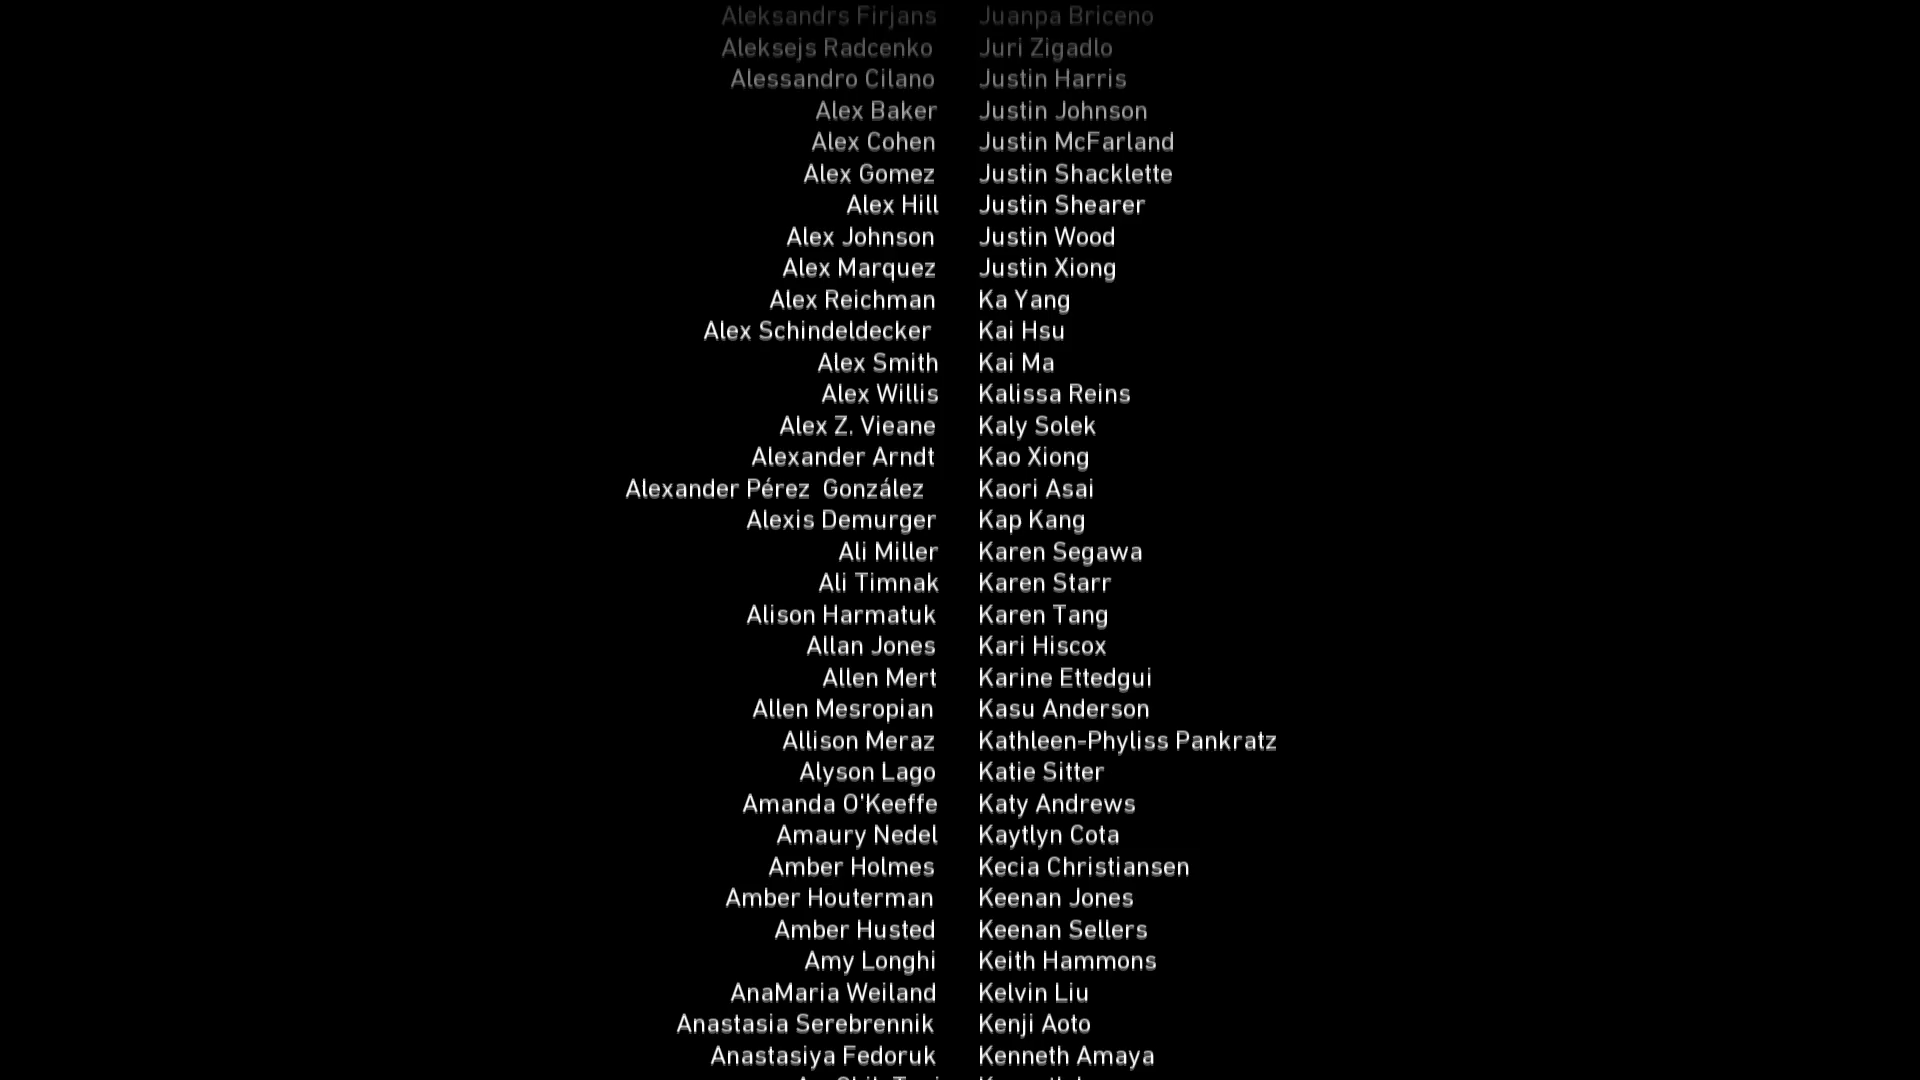 Aleksandrs Firjans Juanpa Briceno
Aleksejs Radcenko Juri Zigadlo
Alessandro Cilano Justin Harris
Alex Baker Justin Johnson
Alex Cohen Justin McFarland
Alex Gomez Justin Shacklette
Alex Hill Justin Shearer
Alex Johnson Justin Wood
Alex Marquez Justin Xiong
Alex Reichman Ka Yang
Alex Schindeldecker Kai Hsu
Alex Smith Kai Ma
Alex Willis Kalissa Reins
Alex Z. Vieane Kaly Solek
Alexander Arndt Kao Xiong
Alexander Pérez González Kaori Asai
Alexis Demurger Kap Kang
Ali Miller Karen Segawa
Ali Timnak Karen Starr
Alison Harmatuk Karen Tang
Allan Jones Kari Hiscox
Allen Mert Karine Ettedgui
Allen Mesropian Kasu Anderson
Allison Meraz Kathleen-Phyliss Pankratz
Alyson Lago Katie Sitter
Amanda O'Keeffe Katy Andrews
Amaury Nedel Kaytlyn Cota
Amber Holmes Kecia Christiansen
Amber Houterman Keenan Jones
Amber Husted Keenan Sellers
Amy Longhi Keith Hammons
AnaMaria Weiland Kelvin Liu
Anastasia Serebrennik Kenji Aoto
Anastasiya Fedoruk Kenneth Amaya